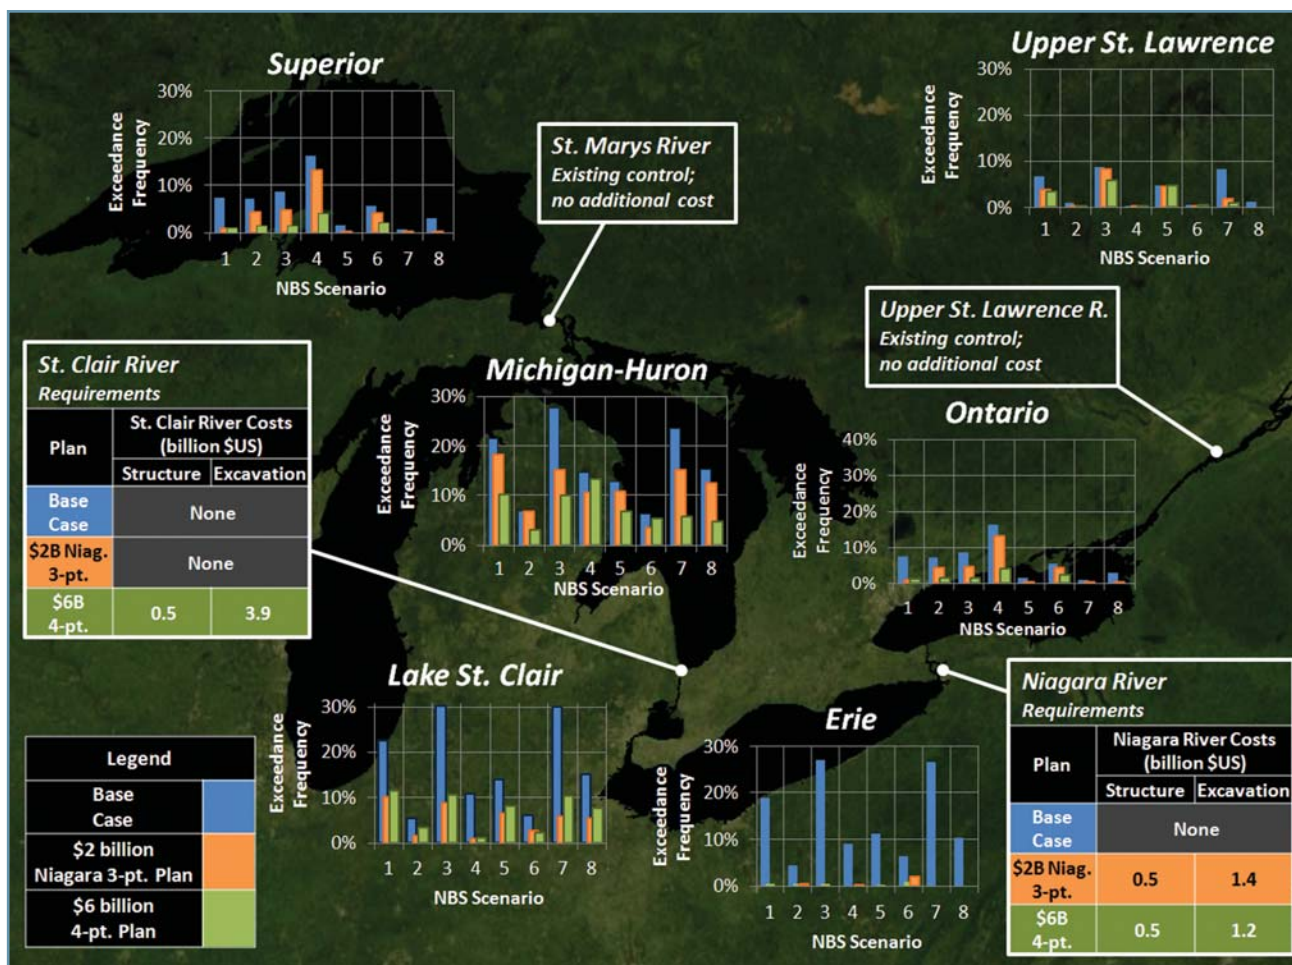 Superior
Exceedance
Frequency
30%
20%
10%
0%
1 2 3 4 5 6 7 8
NBS Scenario
Upper St. Lawrence
Exceedance
Frequency
30%
20%
10%
0%
1 2 3 4 5 6 7 8
NBS Scenario
St. Marys River
Existing control;
no additional cost
Upper St. Lawrence R.
Existing control;
no additional cost
St. Clair River
Requirements
Plan
St. Clair River Costs
(billion $US)
Structure Excavation
Base
Case
None
$2B Niag.
3-pt.
None
$6B
4-pt.
0.5 3.9
Michigan-Huron
Exceedance
Frequency
30%
20%
10%
0%
1 2 3 4 5 6 7 8
NBS Scenario
Ontario
Exceedance
Frequency
40%
30%
20%
10%
0%
1 2 3 4 5 6 7 8
NBS Scenario
Lake St. Clair
Exceedance
Frequency
30%
20%
10%
0%
1 2 3 4 5 6 7 8
NBS Scenario
Erie
Exceedance
Frequency
30%
20%
10%
0%
1 2 3 4 5 6 7 8
NBS Scenario
Niagara River
Requirements
Plan
Niagara River Costs
(billion $US)
Structure Excavation
Base
Case
None
$2B Niag.
3-pt.
0.5 1.4
$6B
4-pt.
0.5 1.2
Legend
Base
Case
$2 billion
Niagara 3-pt. Plan
$6 billion
4-pt. Plan